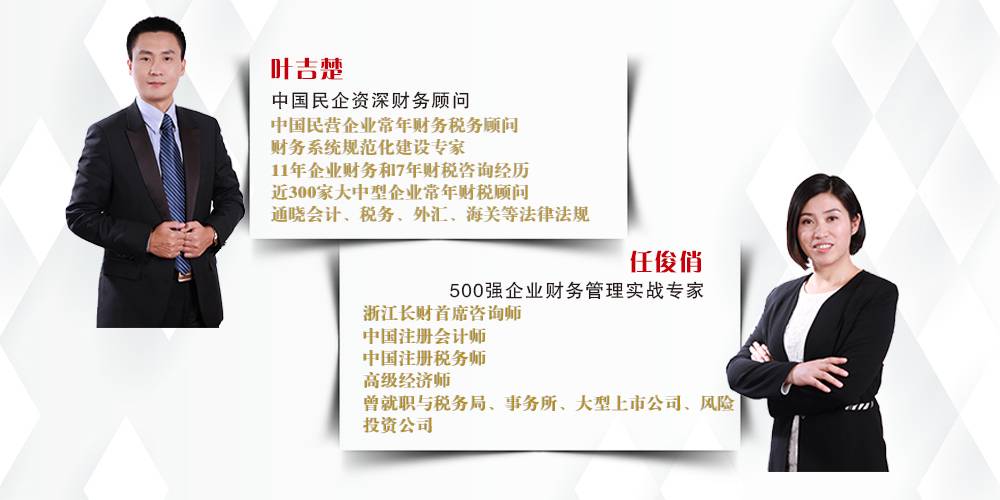 叶吉楚
中国民企资深财务顾问
中国民营企业常年财务税务顾问
财务系统规范化建设专家
11年企业财务和7年财税咨询经历
近300家大中型企业常年财税顾问
通晓会计、税务、外汇、海关等法律法规
任俊俏
500强企业财务管理实战专家
浙江长财首席咨询师
中国注册会计师
中国注册税务师
高级经济师
曾就职与税务局、事务所、大型上市公司、风险
投资公司